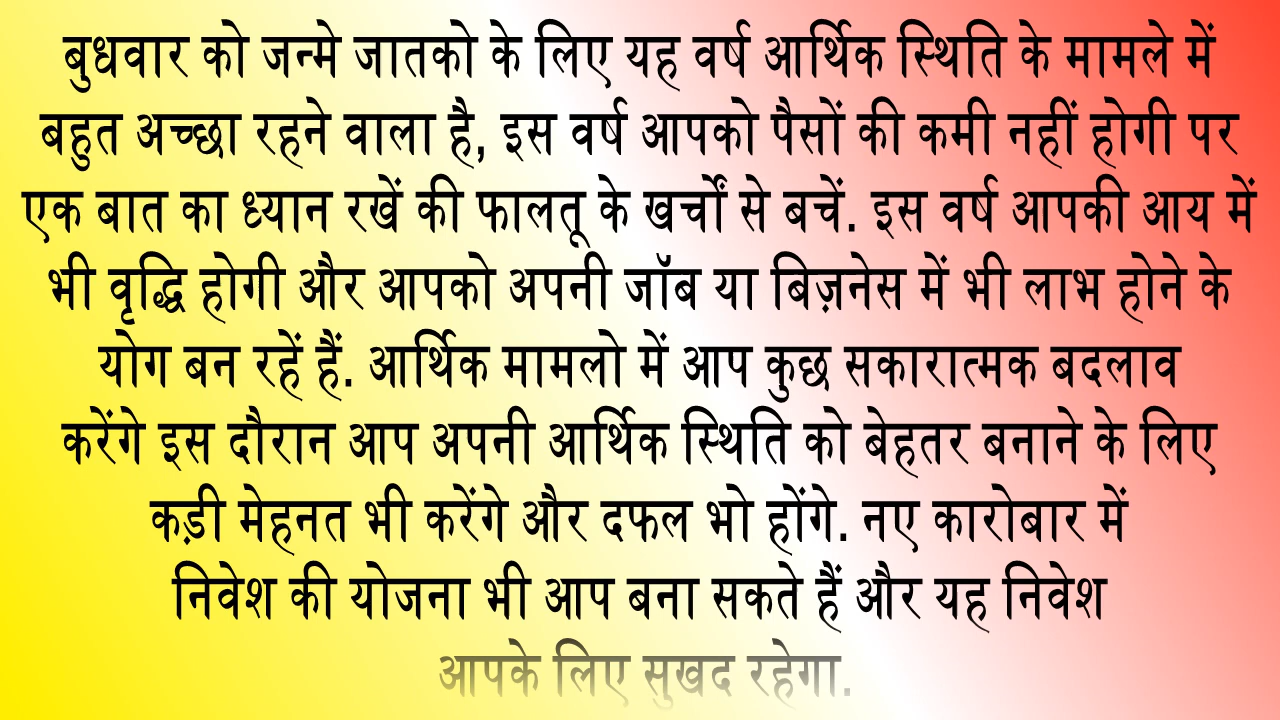 बुधवार को जन्मे जातको के लिए यह वर्ष आर्थिक स्थिति के मामले में
बहुत अच्छा रहने वाला है, इस वर्ष आपको पैसों की कमी नहीं होगी पर
एक बात का ध्यान रखें की फालतू के खर्चों से बचें. इस वर्ष आपकी आय में
भी वृद्धि होगी और आपको अपनी जॉब या बिज़नेस में भी लाभ होने के
योग बन रहें हैं. आर्थिक मामलो में आप कुछ सकारात्मक बदलाव
करेंगे इस दौरान आप अपनी आर्थिक स्थिति को बेहतर बनाने के लिए
कड़ी मेहनत भी करेंगे और दफल भो होंगे. नए कारोबार में
निवेश की योजना भी आप बना सकते हैं और यह निवेश
आपके लिए सुखद रहेगा.